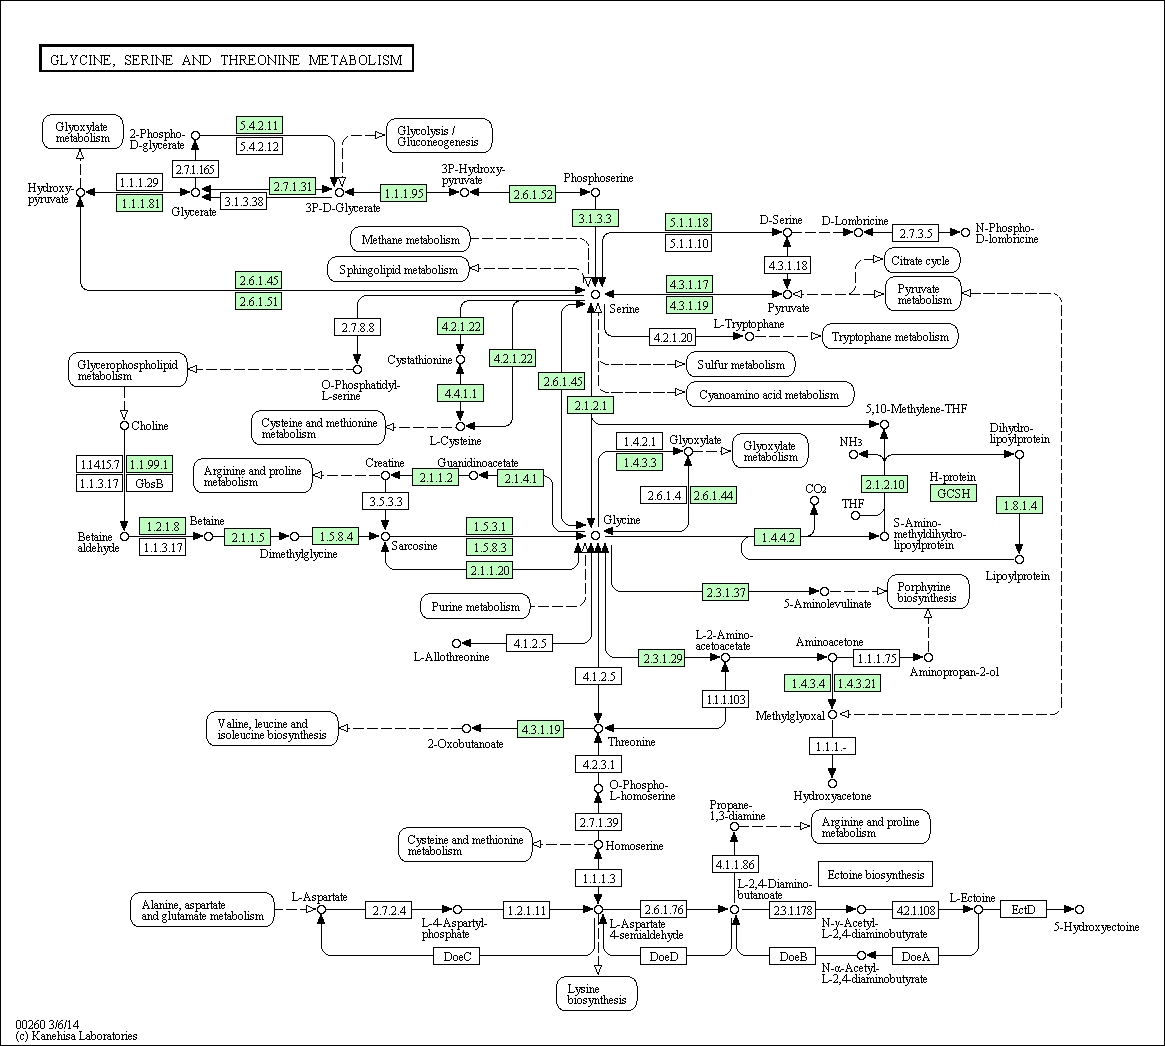 GLYCINE, SERINE AND THREONINE METABOLISM
Glyoxylate
metabolism
2-Phospho-
D-glycerate
5.4.2.11
5.4.2.12
Glycolysis /
Gluconeogenesis
2.7.1.165
3P-Hydroxy-
pyruvate
Phosphoserine
Hydroxy-
pyruvate
1.1.1.29
1.1.1.81
Glycerate
2.7.1.31
3.1.3.38
3P-D-Glycerate
1.1.1.95
2.6.1.52
3.1.3.3
5.1.1.18
5.1.1.10
D-Serine
D-Lombricine
2.7.3.5
N-Phospho-
D-lombricine
Methane metabolism
Sphingolipid metabolism
4.3.1.18
Citrate cycle
2.6.1.45
2.6.1.51
4.3.1.17
4.3.1.19
Serine
Pyruvate
Pyruvate
metabolism
2.7.8.8
4.2.1.22
4.2.1.20
L-Tryptophane
Tryptophane metabolism
Glycerophospholipid
metabolism
Cystathionine
4.2.1.22
Sulfur metabolism
O-Phosphatidyl-
L-serine
4.4.1.1
2.6.1.45
2.1.2.1
Cyanoamino acid metabolism
Choline
Cysteine and methionine
metabolism
L-Cysteine
5,10-Methylene-THF
1.4.2.1
1.4.3.3
Glyoxylate
Glyoxylate
metabolism
NH3
Dihydro-
lipoylprotein
1.14.15.7
1.1.99.1
1.1.3.17
GbsB
Arginine and proline
metabolism
Creatine
2.1.1.2
Guanidinoacetate
2.1.4.1
2.6.1.4
2.6.1.44
CO2
THF
2.1.2.10
H-protein
GCSH
1.8.1.4
3.5.3.3
Betaine
aldehyde
1.2.1.8
1.1.3.17
Betaine
2.1.1.5
Dimethylglycine
1.5.8.4
Sarcosine
1.5.3.1
1.5.8.3
2.1.1.20
Glycine
1.4.4.2
S-Amino-
methyldihydro-
lipoylprotein
Lipoylprotein
Purine metabolism
2.3.1.37
5-Aminolevulinate
Porphyrine
biosynthesis
L-Allothreonine
4.1.2.5
2.3.1.29
L-2-Amino-
acetoacetate
Aminoacetone
1.1.1.75
Aminopropan-2-ol
4.1.2.5
1.1.1.103
1.4.3.4
1.4.3.21
Valine, leucine and
isoleucine biosynthesis
2-Oxobutanoate
4.3.1.19
Threonine
Methylglyoxal
1.1.1.-
4.2.3.1
O-Phospho-
L-homoserine
Hydroxyacetone
2.7.1.39
Propane-
1,3-diamine
Arginine and proline
metabolism
Cysteine and methionine
metabolism
Homoserine
1.1.1.3
4.1.1.86
Ectoine biosynthesis
Alanine, aspartate
and glutamate metabolism
L-Aspartate
2.7.2.4
L-4-Aspartyl-
phosphate
1.2.1.11
L-Aspartate
4-semialdehyde
2.6.1.76
L-2,4-Diamino-
butanoate
2.3.1.178
N-γ-Acetyl-
L-2,4-diaminobutyrate
4.2.1.108
L-Ectoine
EctD
5-Hydroxyectoine
DoeC
DoeD
DoeB
N-α-Acetyl-
L-2,4-diaminobutyrate
DoeA
Lysine
biosynthesis
00260 3/6/14
(c) Kanehisa Laboratories